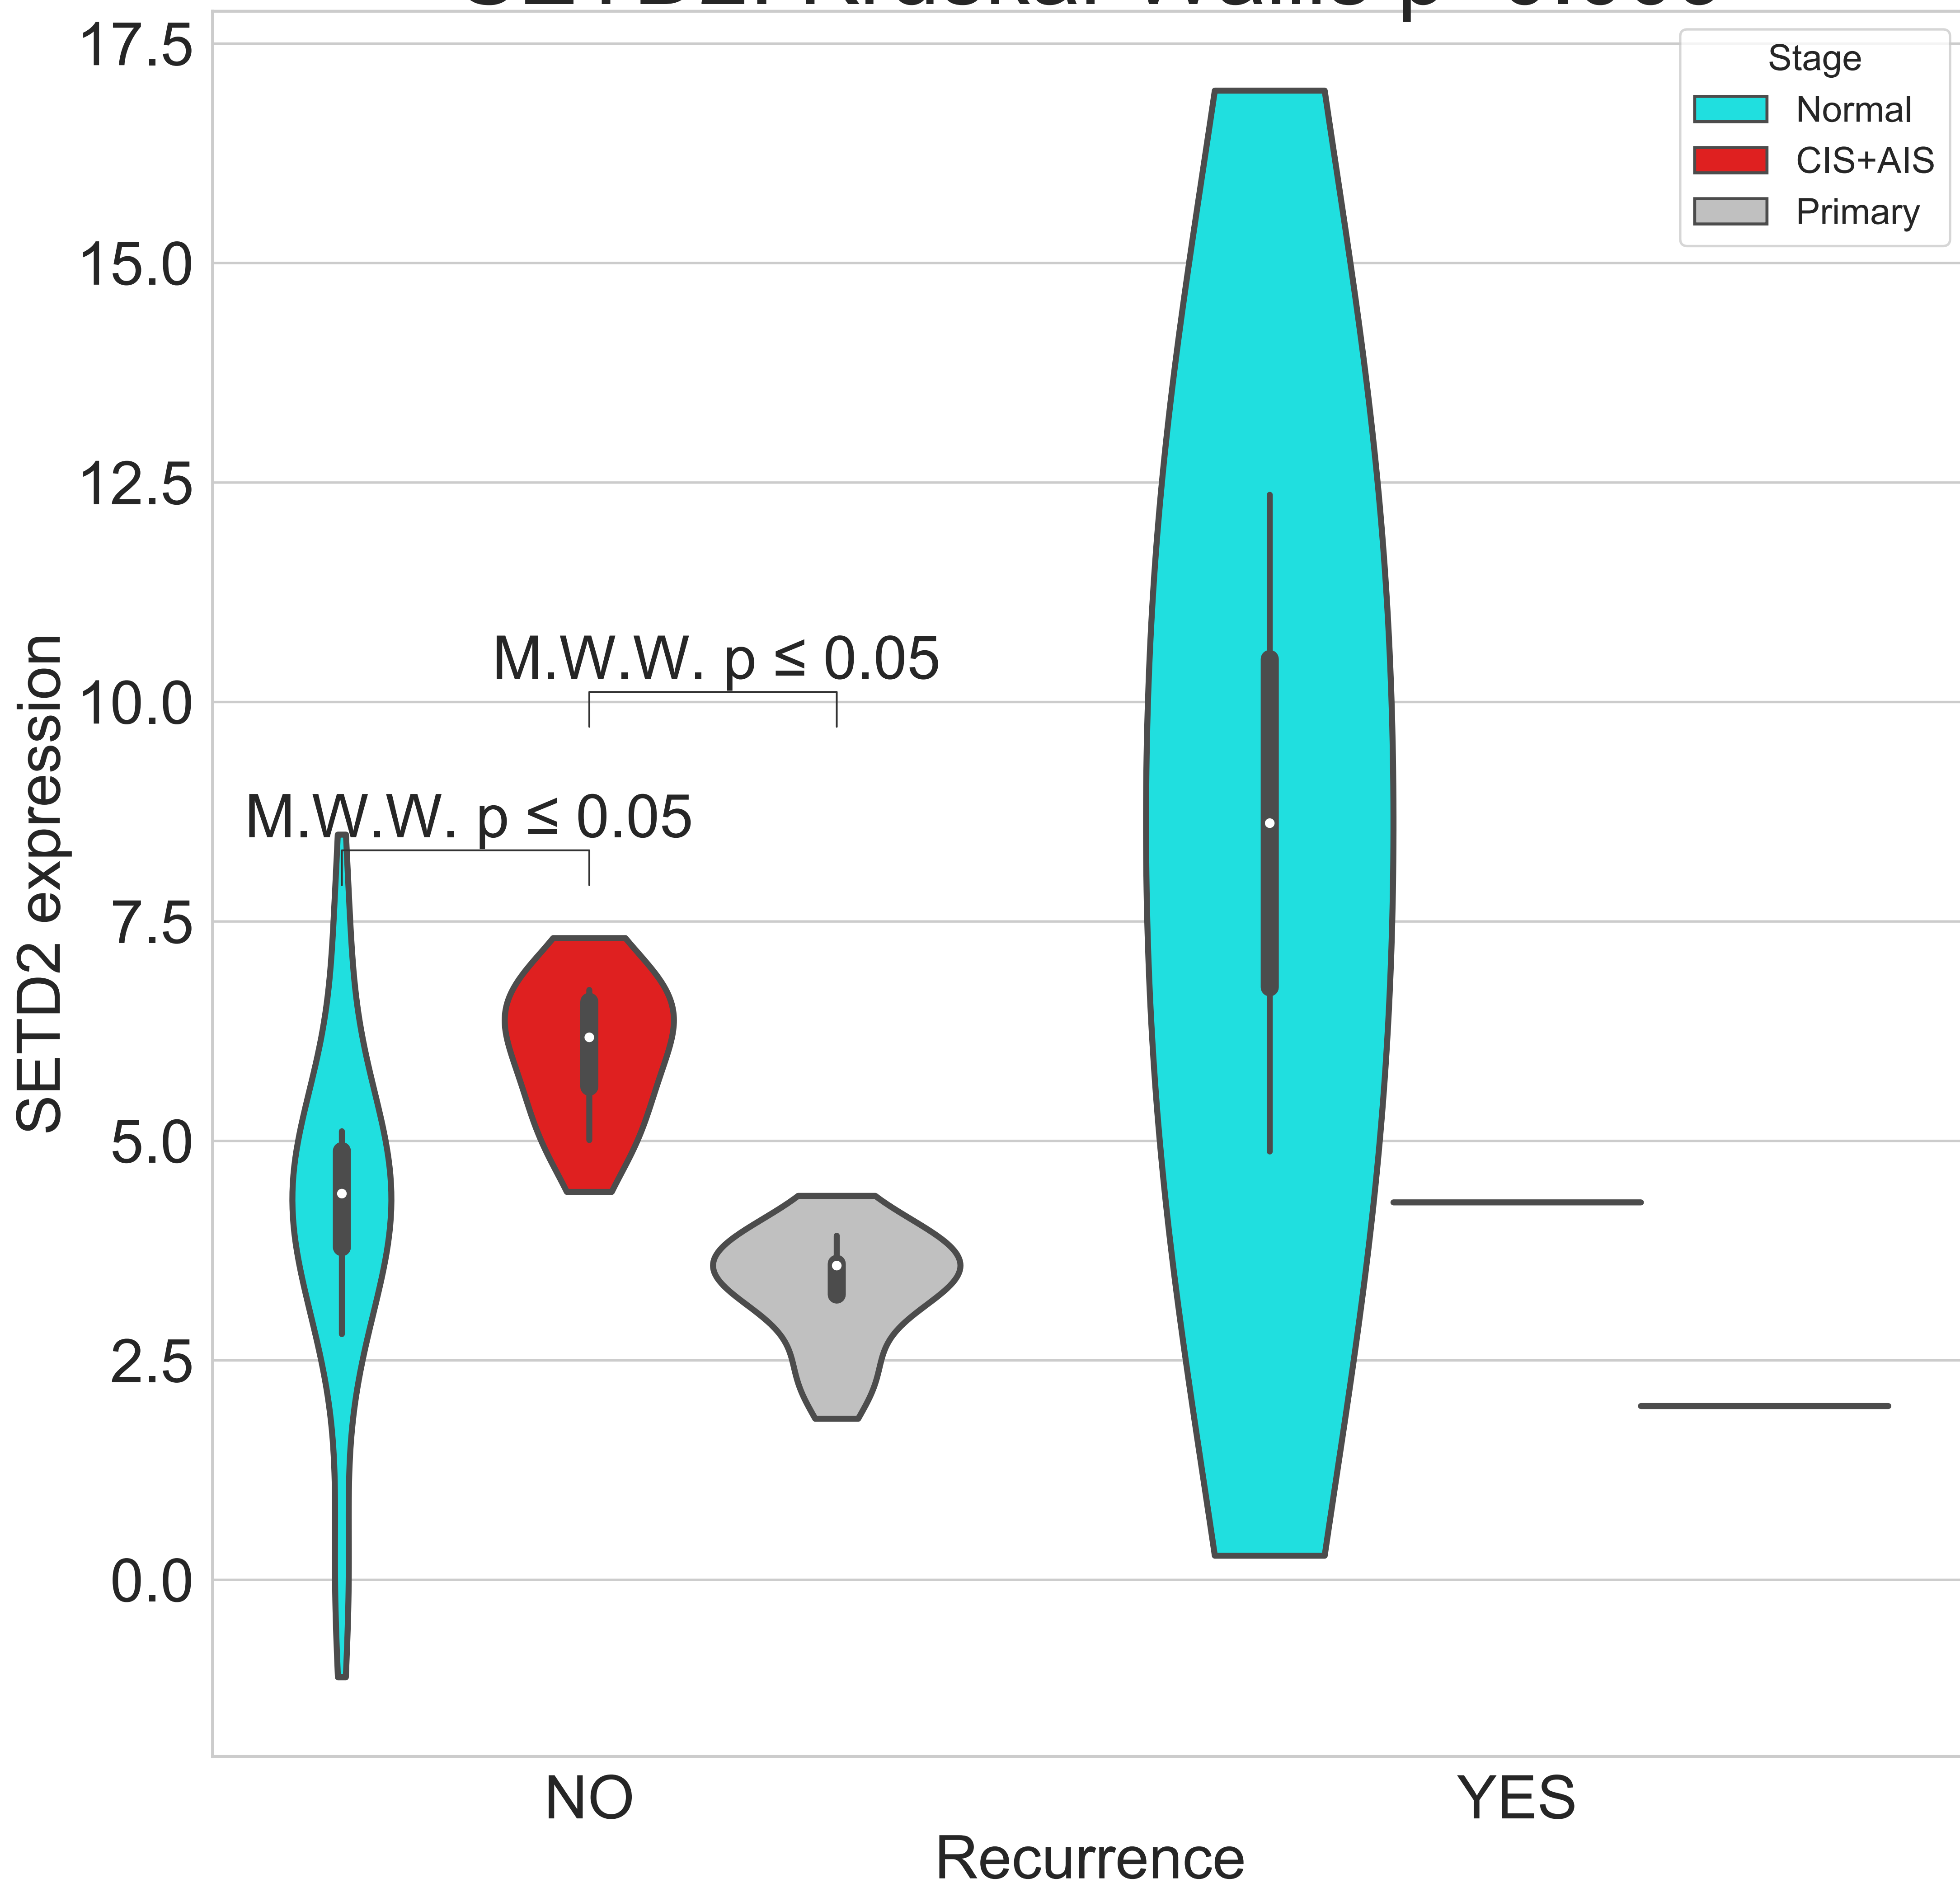 17.5
15.0
12.5
10.0
7.5
5.0
2.5
0.0
SETD2 expression
Stage
Normal
CIS+AIS
Primary
M.W.W. p ≤ 0.05
M.W.W. p ≤ 0.05
NO
YES
Recurrence